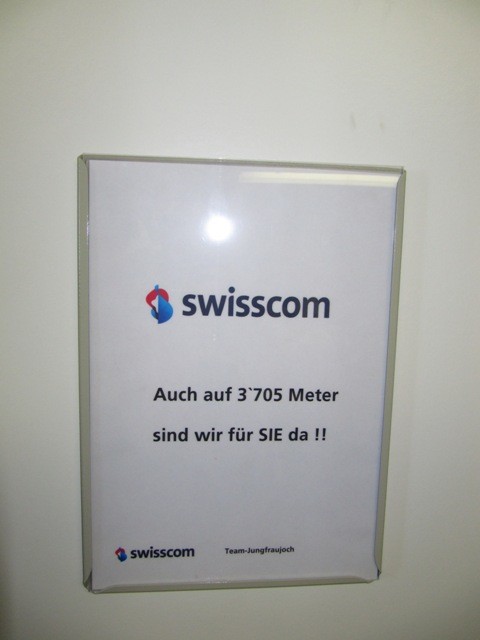 swisscom
Auch auf 3`705 Meter
sind wir für SIE da !!
swisscom Team-Jungfraujoch